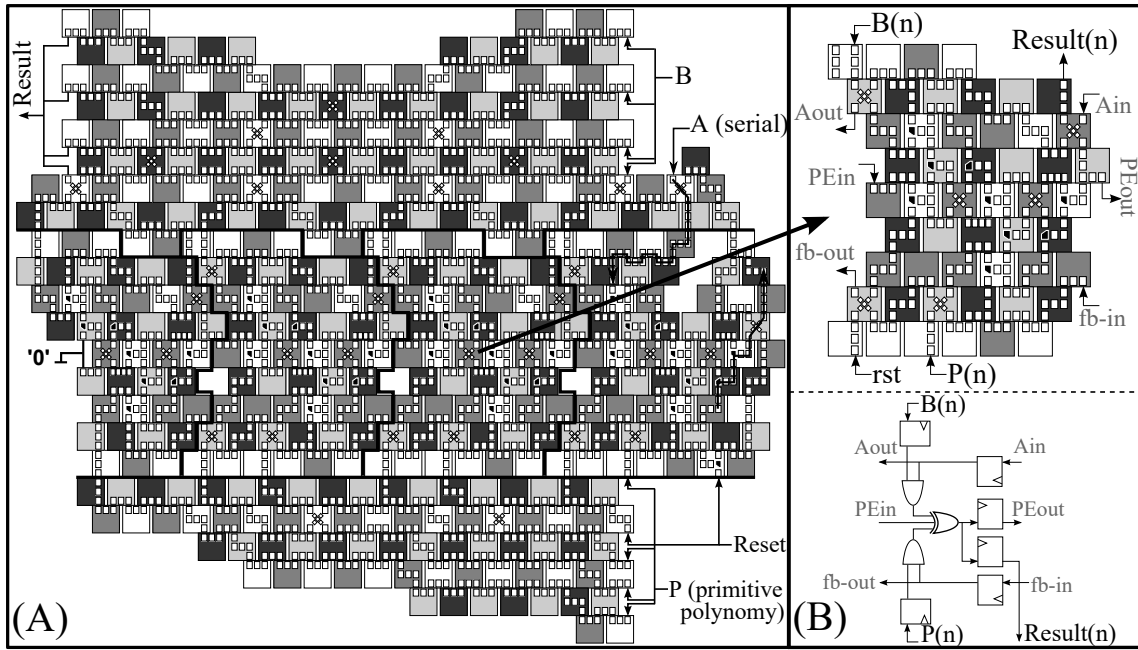 Result
B
A (serial)
'0'
Reset
P (primitive
polynomy)
(A)
B(n)
Result(n)
Aout
Ain
PEin
PEout
fb-out
fb-in
rst
P(n)
B(n)
Aout
Ain
PEin
PEout
fb-out
fb-in
P(n)
Result(n)
(B)